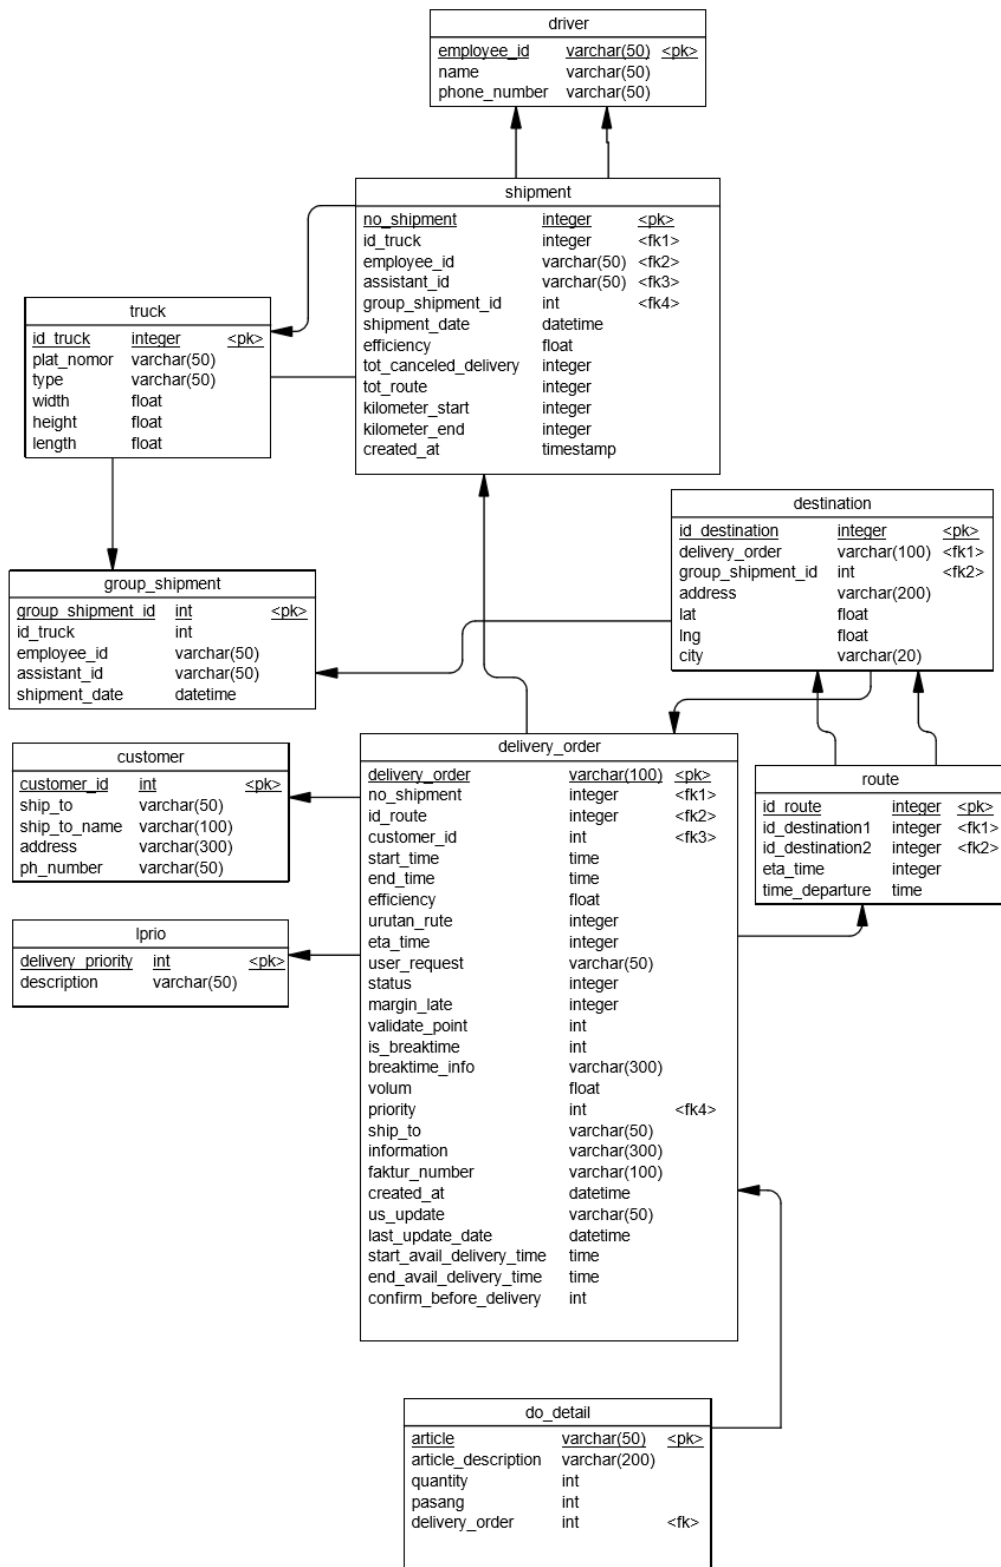 driver
employee_id varchar(50) <pk>
name varchar(50)
phone_number varchar(50)
shipment
no_shipment integer <pk>
id_truck integer <fk1>
employee_id varchar(50) <fk2>
assistant_id varchar(50) <fk3>
group_shipment_id int <fk4>
shipment_date datetime
efficiency float
tot_canceled_delivery integer
tot_route integer
kilometer_start integer
kilometer_end integer
created_at timestamp
truck
id_truck integer <pk>
plat_nomor varchar(50)
type varchar(50)
width float
height float
length float
destination
id_destination integer <pk>
delivery_order varchar(100) <fk1>
group_shipment_id int <fk2>
address varchar(200)
lat float
lng float
city varchar(20)
group_shipment
group_shipment_id int <pk>
id_truck int
employee_id varchar(50)
assistant_id varchar(50)
shipment_date datetime
customer
customer_id int <pk>
ship_to varchar(50)
ship_to_name varchar(100)
address varchar(300)
ph_number varchar(50)
delivery_order
delivery_order varchar(100) <pk>
no_shipment integer <fk1>
id_route integer <fk2>
customer_id int <fk3>
start_time time
end_time time
efficiency float
urutan_rute integer
eta_time integer
user_request varchar(50)
status integer
margin_late integer
validate_point int
is_breaktime int
breaktime_info varchar(300)
volum float
priority int <fk4>
ship_to varchar(50)
information varchar(300)
faktur_number varchar(100)
created_at datetime
us_update varchar(50)
last_update_date datetime
start_avail_delivery_time time
end_avail_delivery_time time
confirm_before_delivery int
route
id_route integer <pk>
id_destination1 integer <fk1>
id_destination2 integer <fk2>
eta_time integer
time_departure time
lprio
delivery_priority int <pk>
description varchar(50)
do_detail
article varchar(50) <pk>
article_description varchar(200)
quantity int
pasang int
delivery_order int <fk>